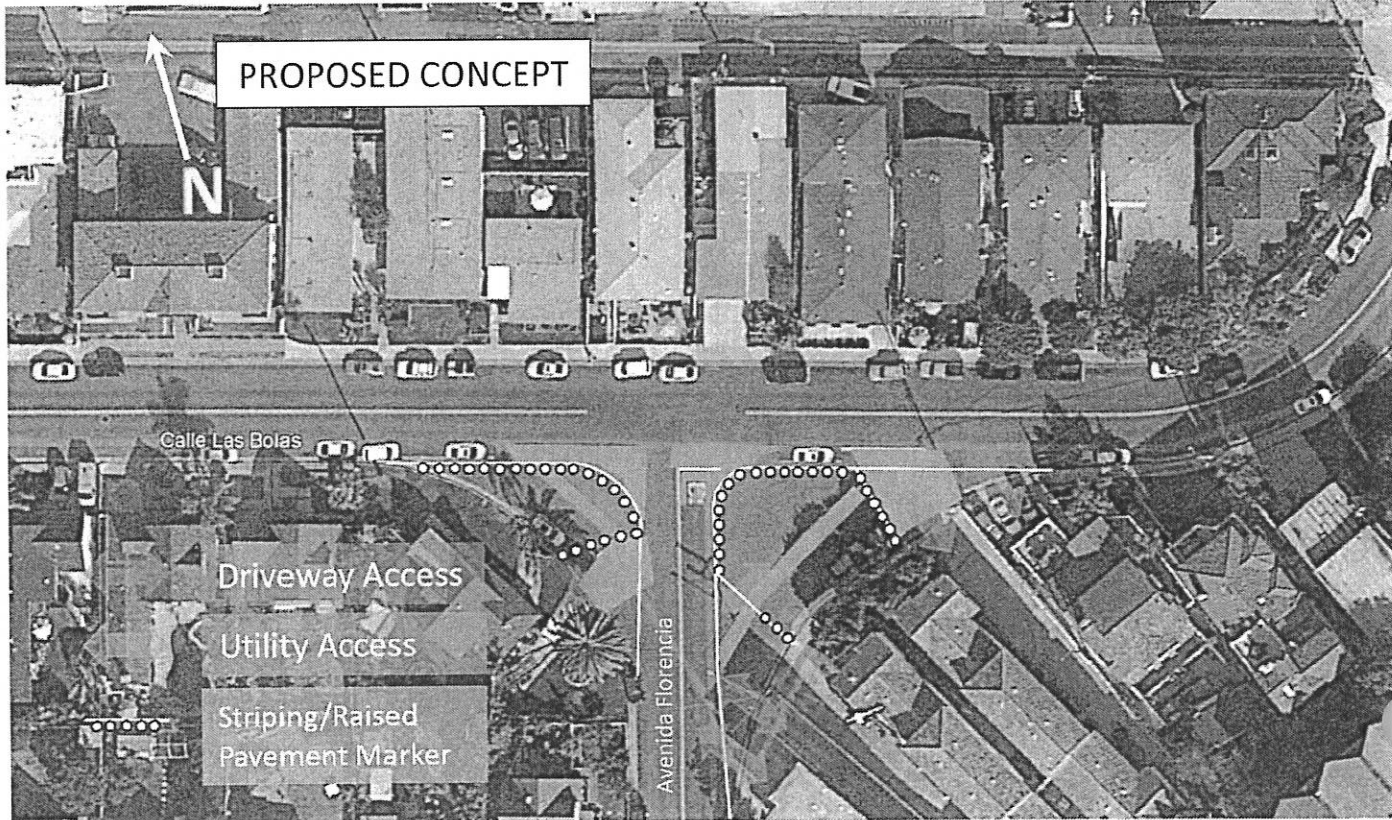 PROPOSED CONCEPT
N
Calle Las Bolas
Driveway Access
Utility Access
Striping/Raised
Pavement Marker
Avenida Florencia